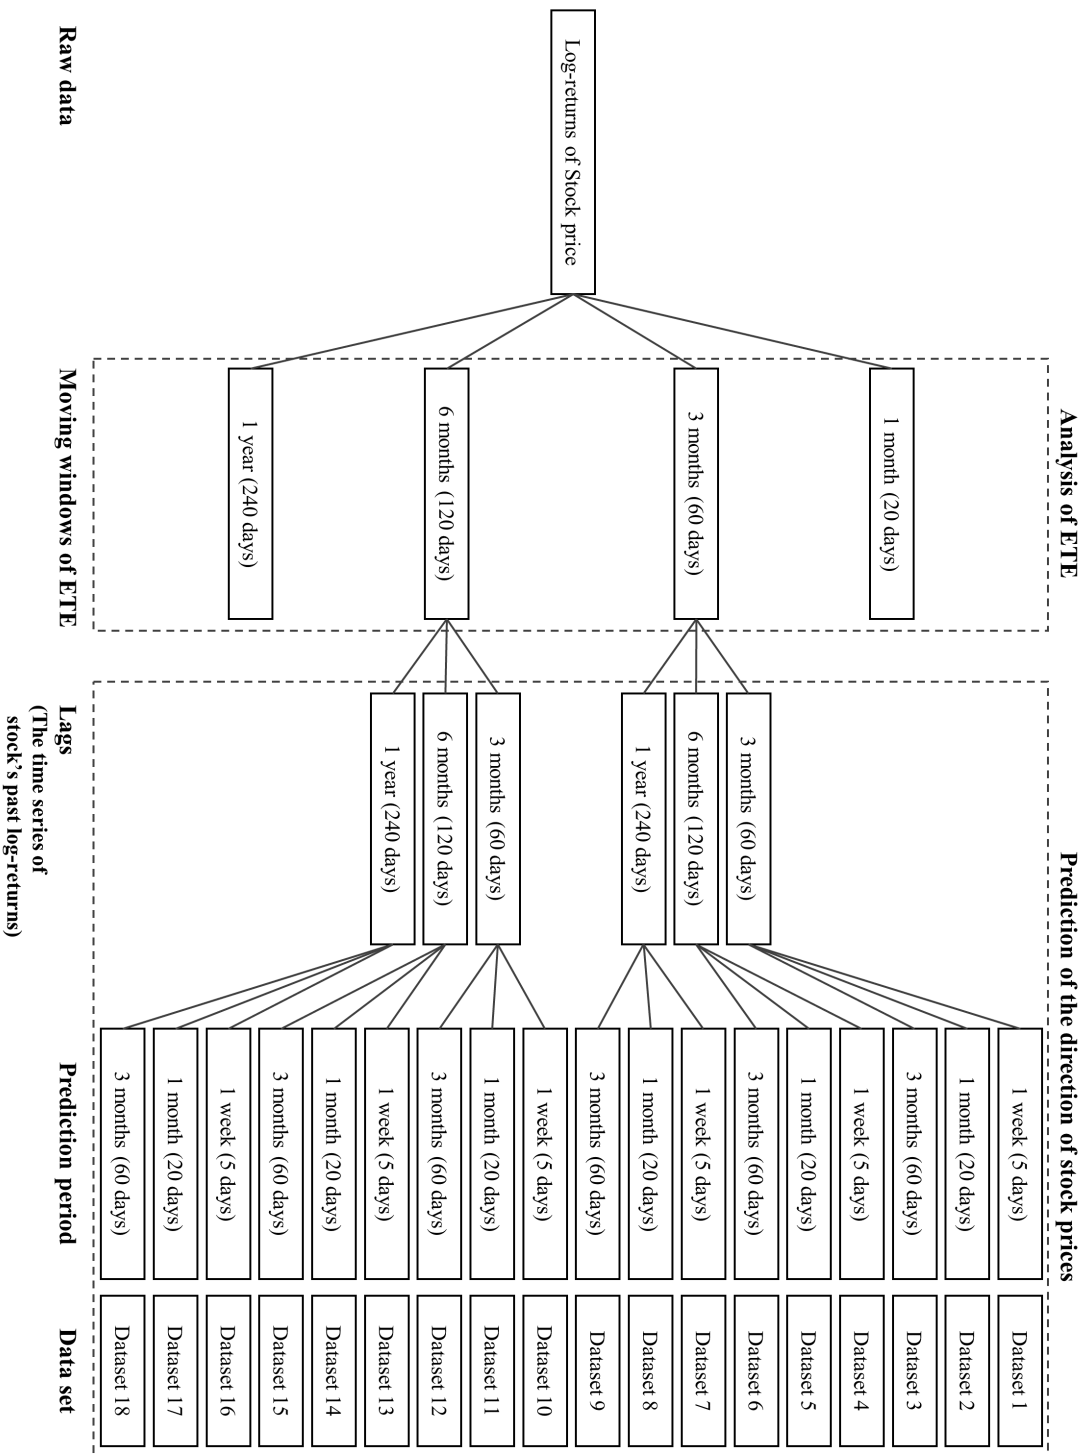 Analysis of ETE
Prediction of the direction of stock prices
Log-returns of Stock price
1 month (20 days)
3 months (60 days)
6 months (120 days)
1 year (240 days)
3 months (60 days)
6 months (120 days)
1 year (240 days)
3 months (60 days)
6 months (120 days)
1 year (240 days)
1 week (5 days)
Dataset 1
1 month (20 days)
Dataset 2
3 months (60 days)
Dataset 3
1 week (5 days)
Dataset 4
1 month (20 days)
Dataset 5
3 months (60 days)
Dataset 6
1 week (5 days)
Dataset 7
1 month (20 days)
Dataset 8
3 months (60 days)
Dataset 9
1 week (5 days)
Dataset 10
1 month (20 days)
Dataset 11
3 months (60 days)
Dataset 12
1 week (5 days)
Dataset 13
1 month (20 days)
Dataset 14
3 months (60 days)
Dataset 15
1 week (5 days)
Dataset 16
1 month (20 days)
Dataset 17
3 months (60 days)
Dataset 18
Raw data
Moving windows of ETE
Lags
(The time series of
stock’s past log-returns)
Prediction period
Data set